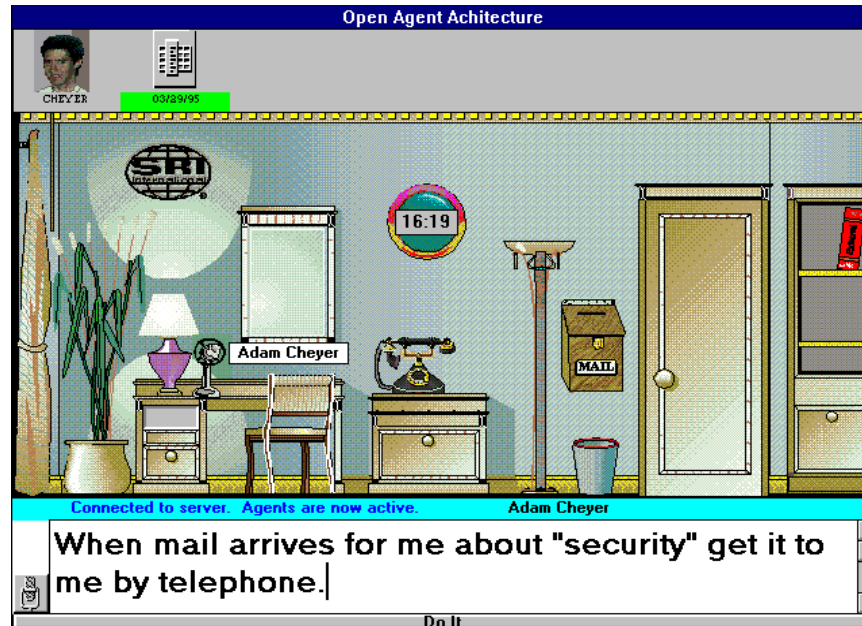 Open Agent Achitecture
CHEYER
03/29/95
SRI
International
16:19
Adam Cheyer
MAIL
Connected to server. Agents are now active.
Adam Cheyer
When mail arrives for me about "security" get it to
me by telephone.
Do It